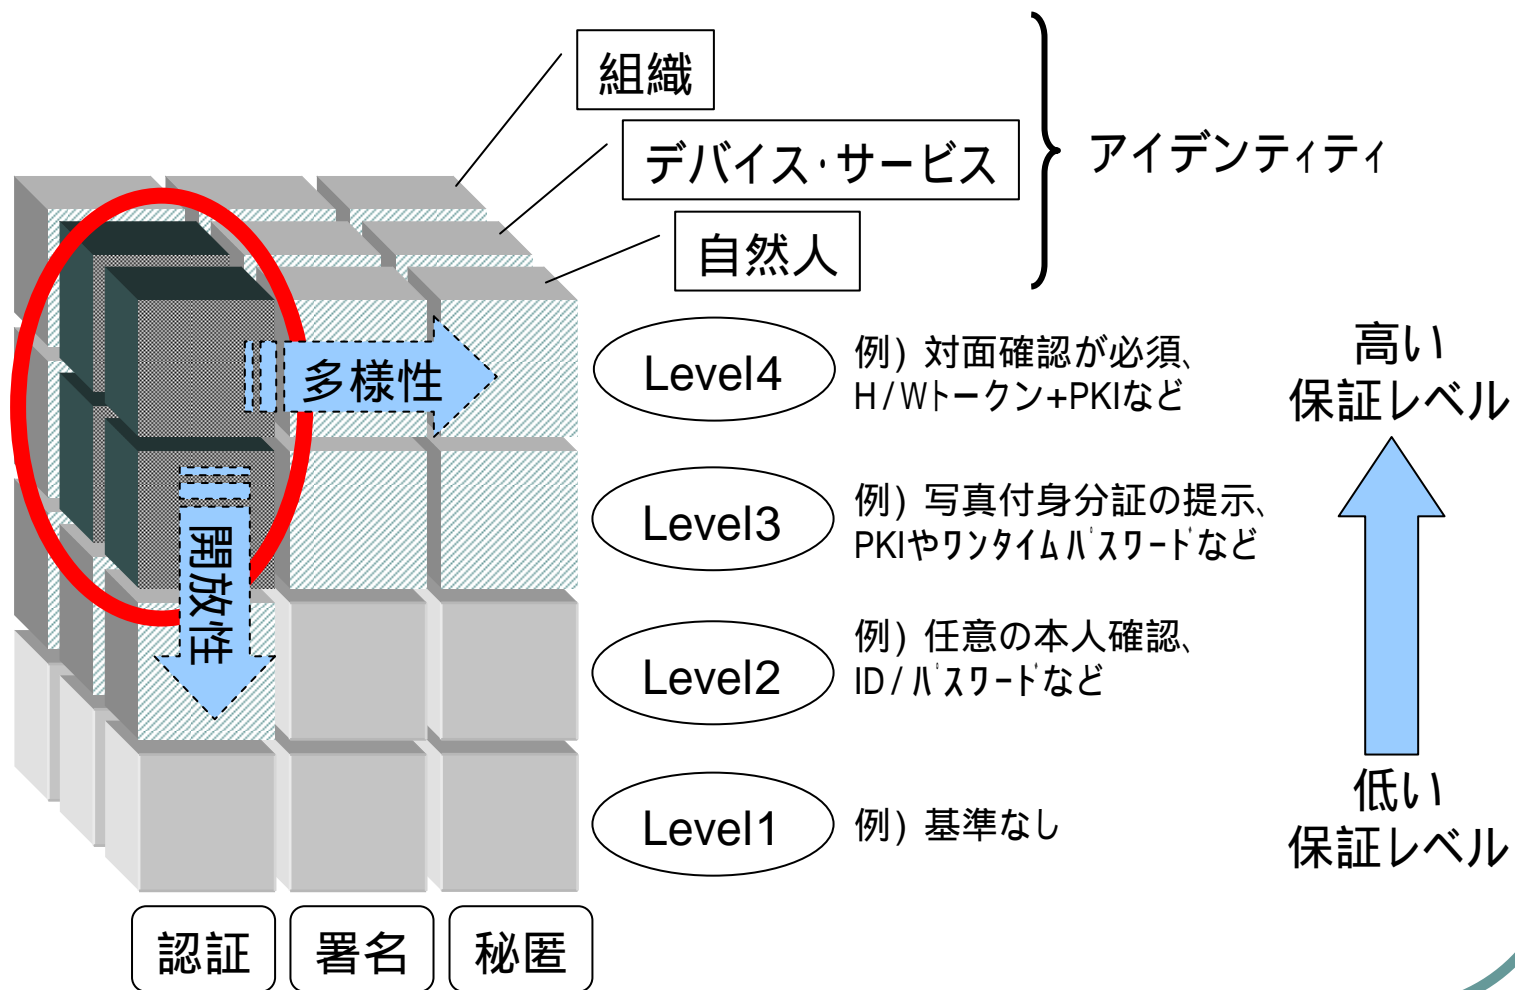 組織
デバイス・サービス
自然人
アイデンティティ
多様性
開放性
Level4
例) 対面確認が必須、
H/Wトークン+PKIなど
Level3
例) 写真付身分証の提示、
PKIやワンタイムパスワードなど
Level2
例) 任意の本人確認、
ID/パスワードなど
Level1
例) 基準なし
高い
保証レベル
低い
保証レベル
認証
署名
秘匿